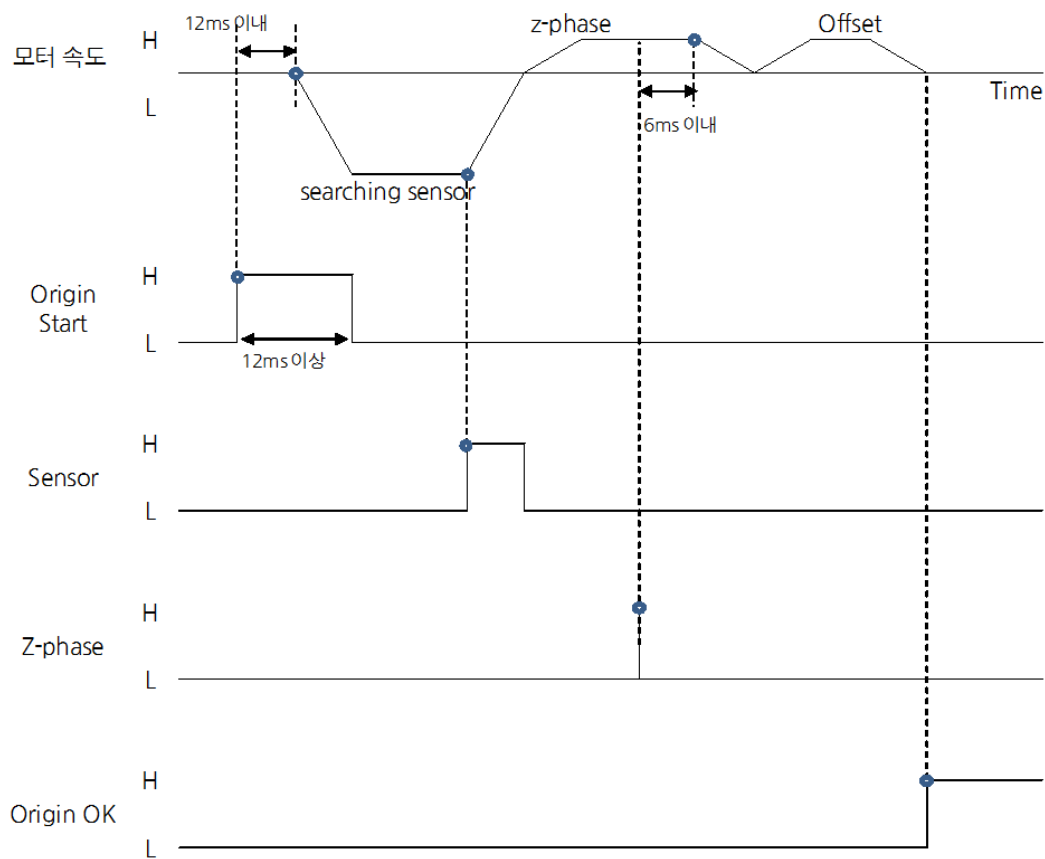 12ms 이내
z-phase
Offset
모터 속도
H
L
Time
6ms 이내
searching sensor
Origin
Start
H
L
12ms 이상
Sensor
H
L
Z-phase
H
L
Origin OK
H
L